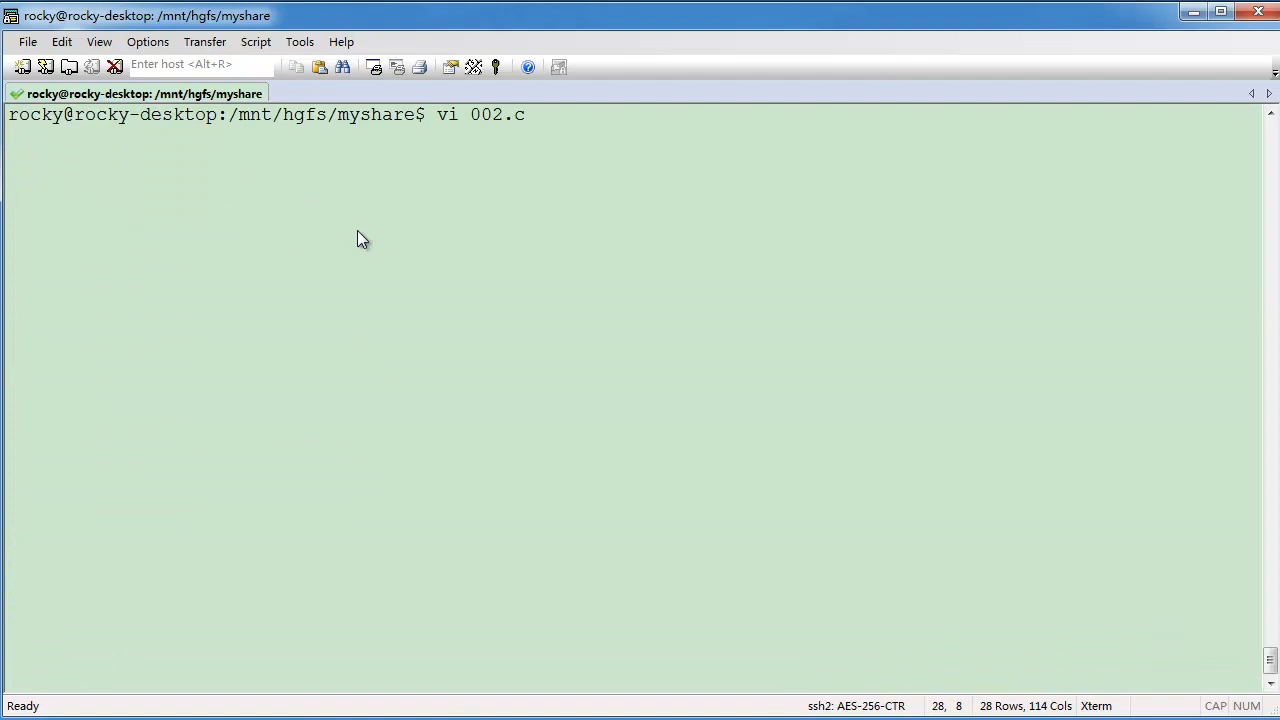 rocky@rocky-desktop: /mnt/hgfs/myshare
File Edit View Options Transfer Script Tools Help
Enter host <Alt+R>
rocky@rocky-desktop: /mnt/hgfs/myshare
rocky@rocky-desktop:/mnt/hgfs/myshare$ vi 002.c
Ready ssh2: AES-256-CTR 28, 8 28 Rows, 114 Cols Xterm CAP NUM